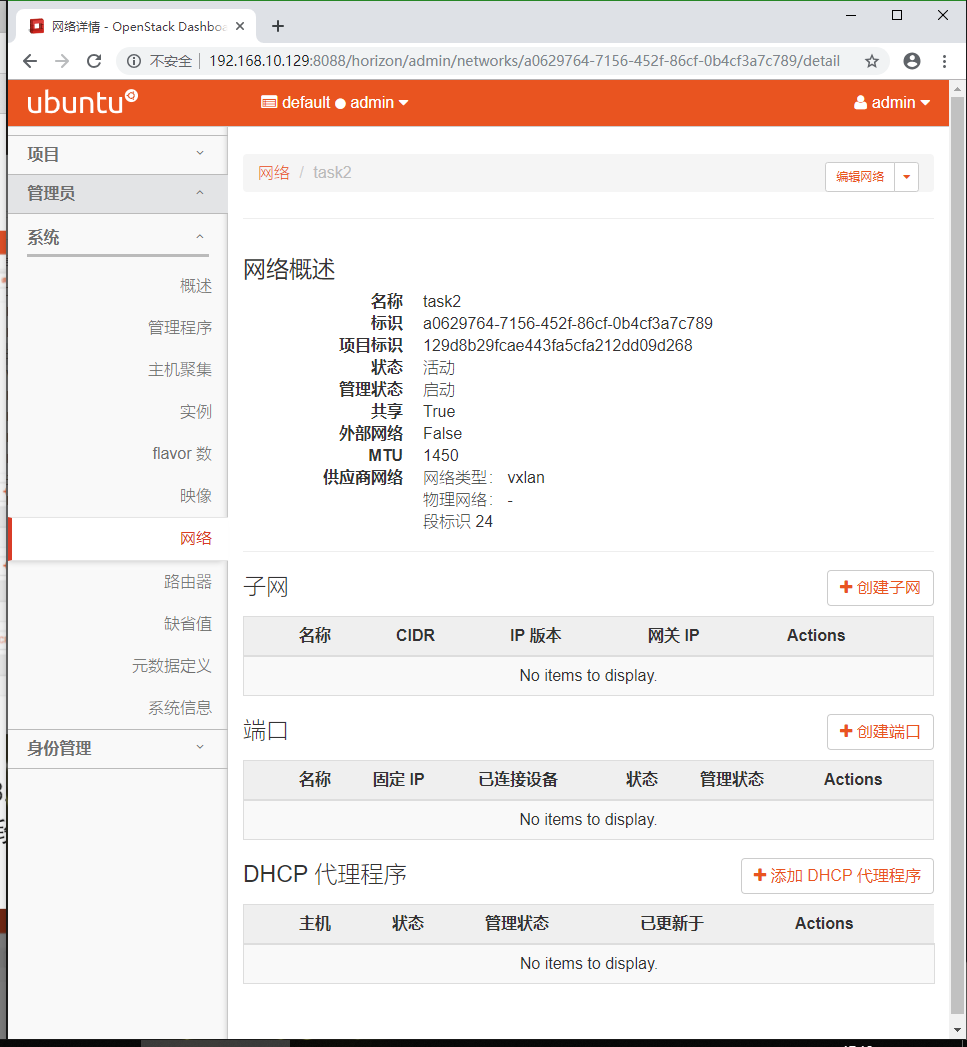 网络详情 - OpenStack Dashboa
不安全 192.168.10.129:8088/horizon/admin/networks/a0629764-7156-452f-86cf-0b4cf3a7c789/detail
ubuntu
default ● admin
admin
项目
管理员
系统
概述
管理程序
主机聚集
实例
flavor 数
映像
网络
路由器
缺省值
元数据定义
系统信息
身份管理
网络 / task2
编辑网络
网络概述
名称 task2
标识 a0629764-7156-452f-86cf-0b4cf3a7c789
项目标识 129d8b29fcae443fa5cfa212dd09d268
状态 活动
管理状态 启动
共享 True
外部网络 False
MTU 1450
供应商网络 网络类型： vxlan
物理网络： -
段标识 24
子网
创建子网
名称 CIDR IP 版本 网关 IP Actions
No items to display.
端口
创建端口
名称 固定 IP 已连接设备 状态 管理状态 Actions
No items to display.
DHCP 代理程序
添加 DHCP 代理程序
主机 状态 管理状态 已更新于 Actions
No items to display.